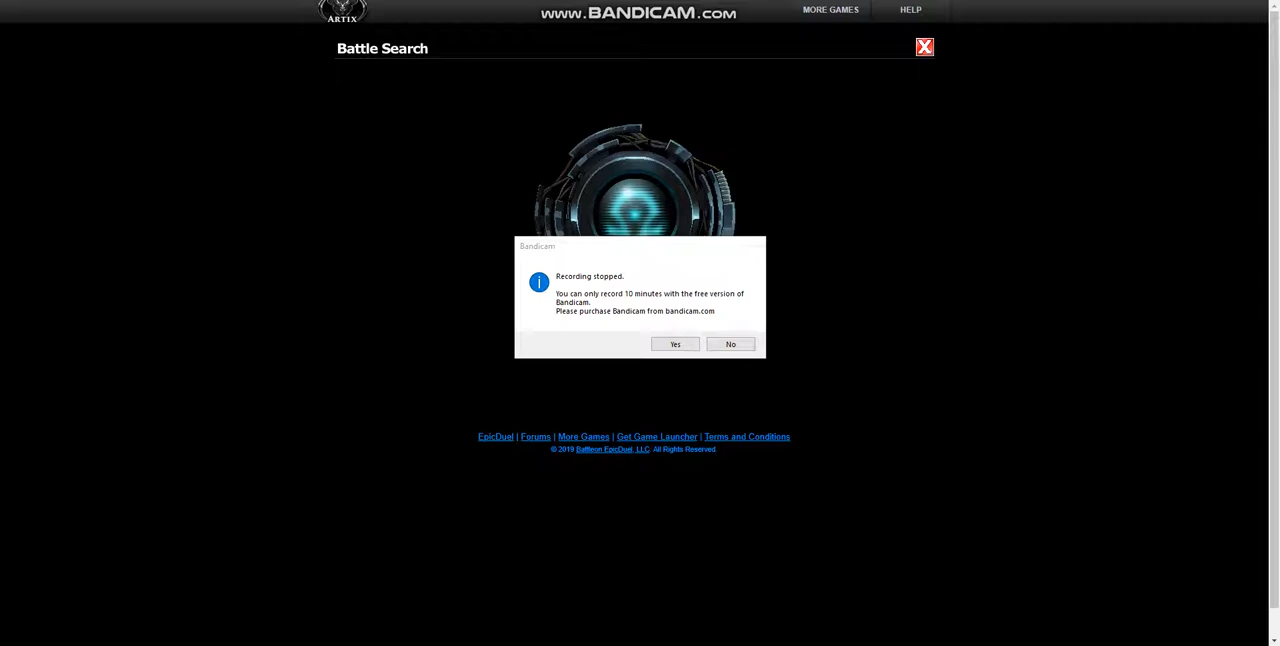 ARTIX
WWW.BANDICAM.COM
MORE GAMES
HELP
Battle Search
X
Bandicam
Recording stopped.
You can only record 10 minutes with the free version of
Bandicam.
Please purchase Bandicam from bandicam.com
Yes
No
EpicDuel | Forums | More Games | Get Game Launcher | Terms and Conditions
© 2019 Battleon EpicDuel, LLC. All Rights Reserved.